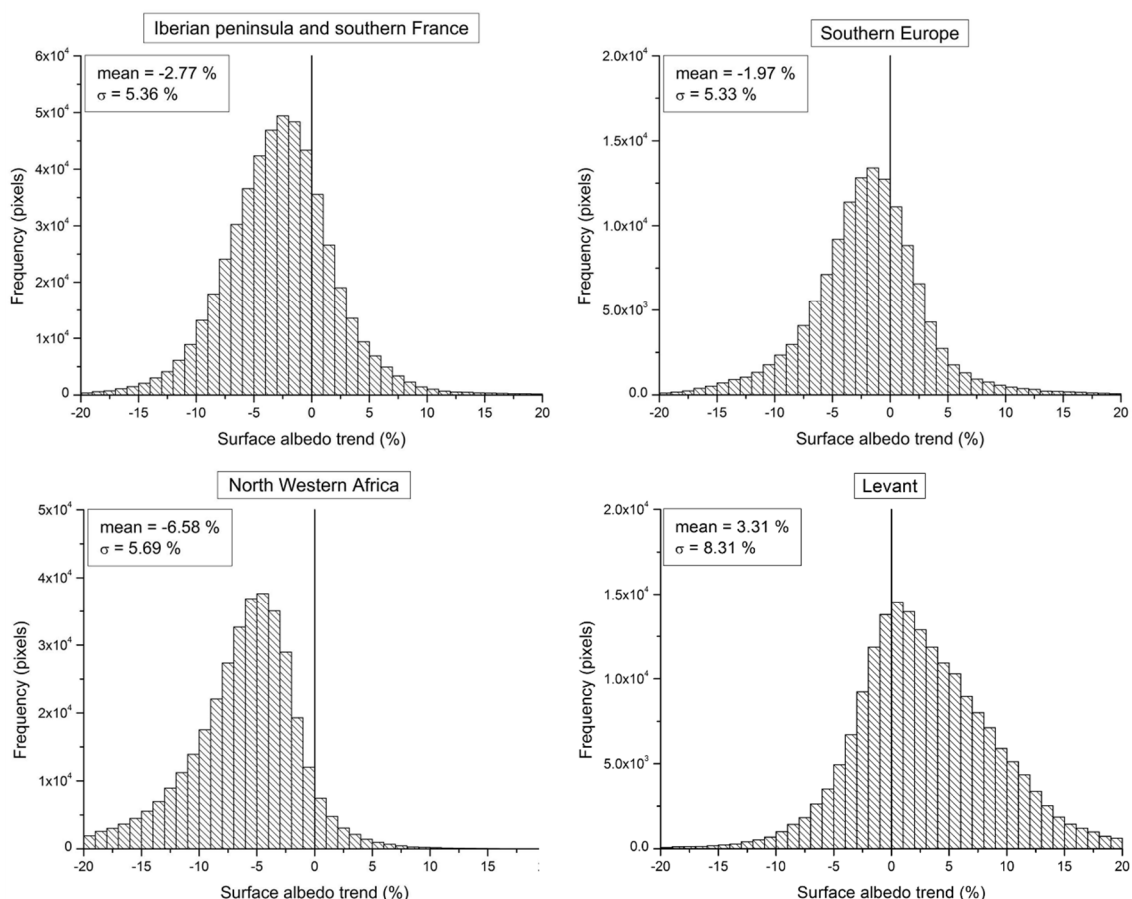 Iberian peninsula and southern France
mean = -2.77 %
σ = 5.36 %
Frequency (pixels)
6x10⁴
5x10⁴
4x10⁴
3x10⁴
2x10⁴
1x10⁴
0
-20 -15 -10 -5 0 5 10 15 20
Surface albedo trend (%)
Southern Europe
mean = -1.97 %
σ = 5.33 %
Frequency (pixels)
2.0x10⁴
1.5x10⁴
1.0x10⁴
5.0x10³
0.0
-20 -15 -10 -5 0 5 10 15 20
Surface albedo trend (%)
North Western Africa
mean = -6.58 %
σ = 5.69 %
Frequency (pixels)
5x10⁴
4x10⁴
3x10⁴
2x10⁴
1x10⁴
0
-20 -15 -10 -5 0 5 10 15 20
Surface albedo trend (%)
Levant
mean = 3.31 %
σ = 8.31 %
Frequency (pixels)
2.0x10⁴
1.5x10⁴
1.0x10⁴
5.0x10³
0.0
-20 -15 -10 -5 0 5 10 15 20
Surface albedo trend (%)